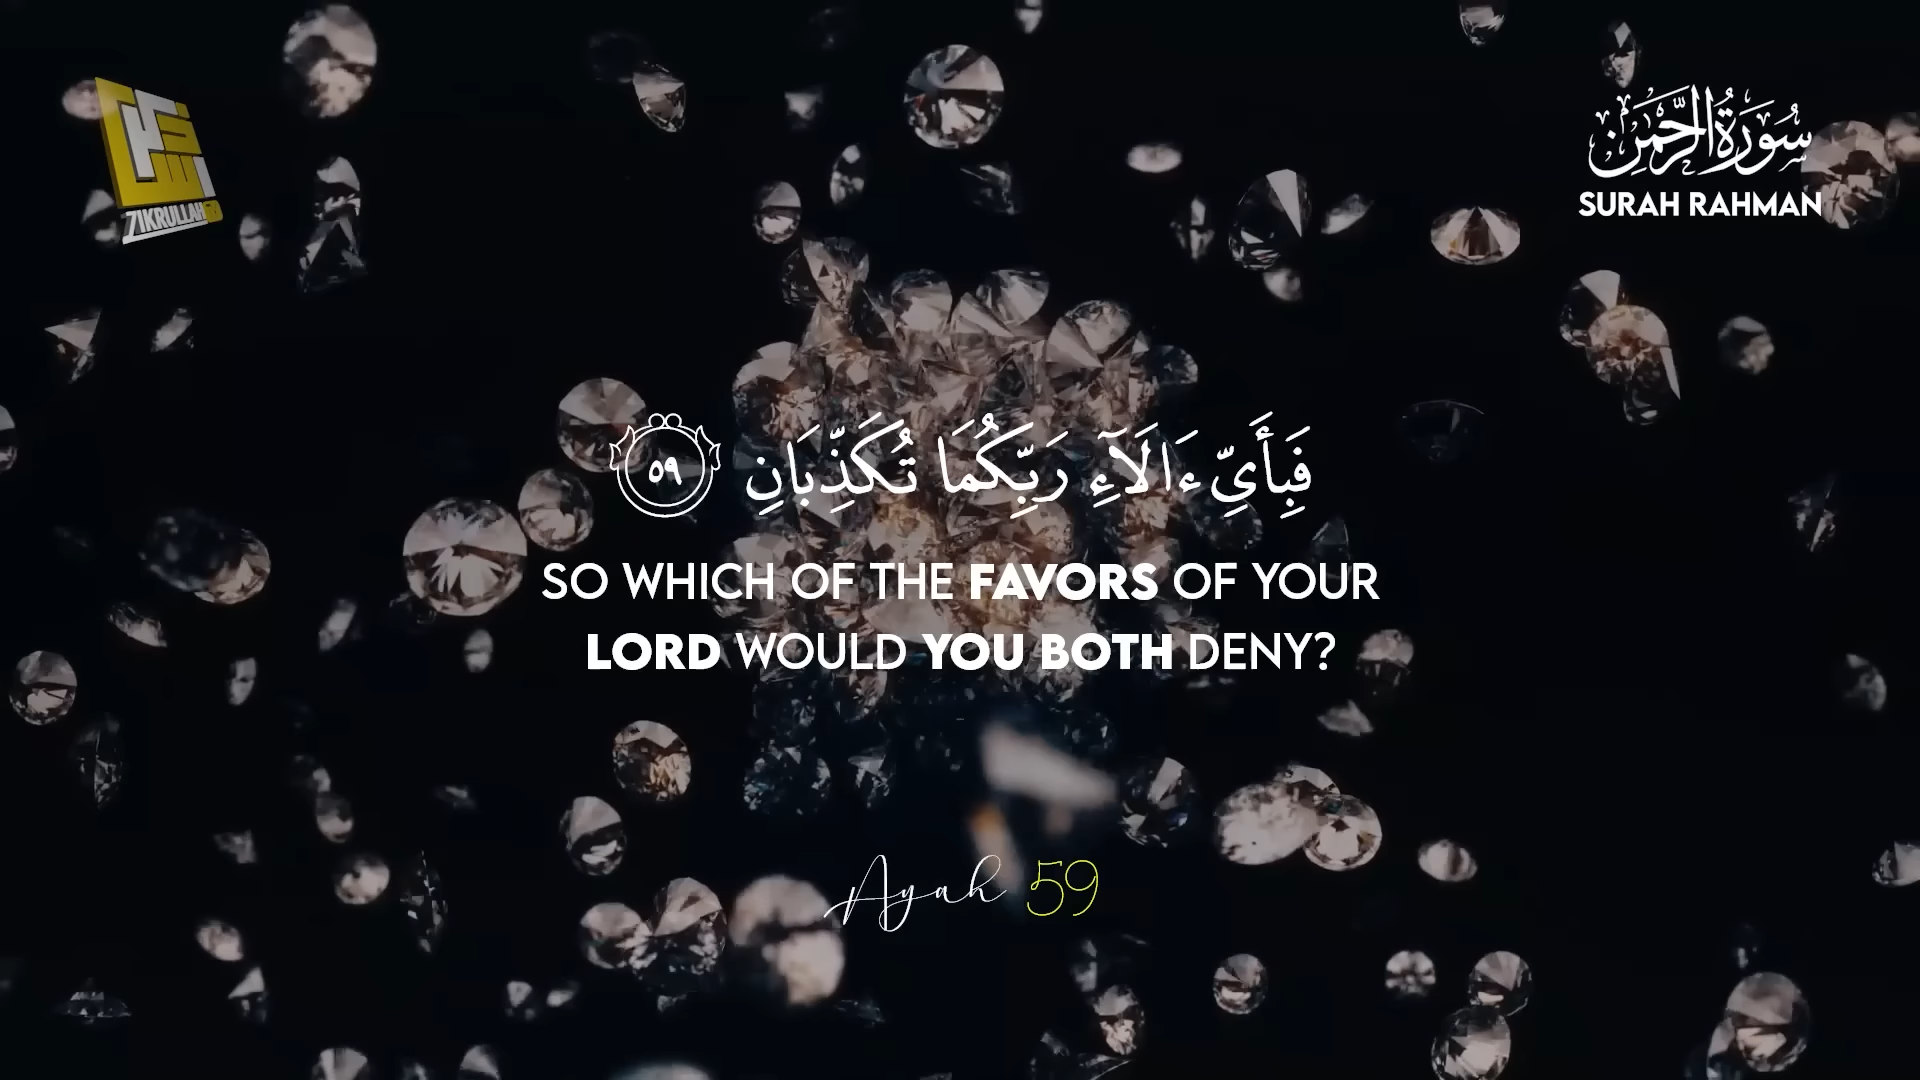 ZIKRULLAH
سُورَةُ الرَّحْمَٰن
SURAH RAHMAN
فَبِأَيِّ ءَالَآءِ رَبِّكُمَا تُكَذِّبَانِ ٥٩
SO WHICH OF THE FAVORS OF YOUR
LORD WOULD YOU BOTH DENY?
Ayah 59